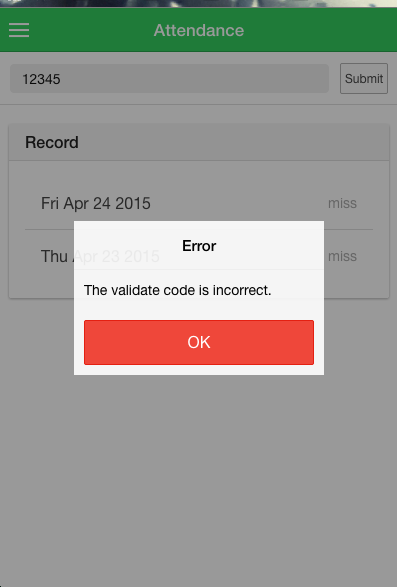 Attendance
12345
Submit
Record
Fri Apr 24 2015
miss
Thu Apr 23 2015
miss
Error
The validate code is incorrect.
OK